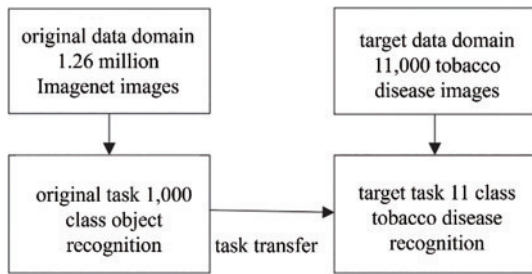 original data domain
1.26 million
Imagenet images
target data domain
11,000 tobacco
disease images
original task 1,000
class object
recognition
task transfer
target task 11 class
tobacco disease
recognition